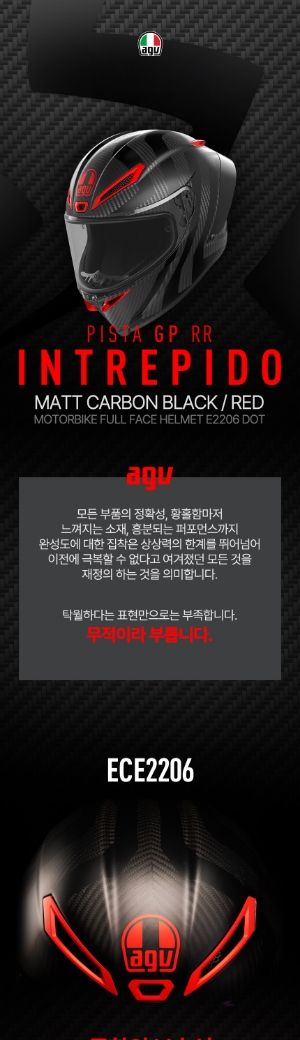 agv
agv
PISTA GP RR
INTREPIDO
MATT CARBON BLACK / RED
MOTORBIKE FULL FACE HELMET E2206 DOT
agv
모든 부품의 정확성, 황홀함마저
느껴지는 소재, 흥분되는 퍼포먼스까지
완성도에 대한 집착은 상상력의 한계를 뛰어넘어
이전에 극복할 수 없다고 여겨졌던 모든 것을
재정의 하는 것을 의미합니다.
탁월하다는 표현만으로는 부족합니다.
무적이라 부릅니다.
ECE2206
agv